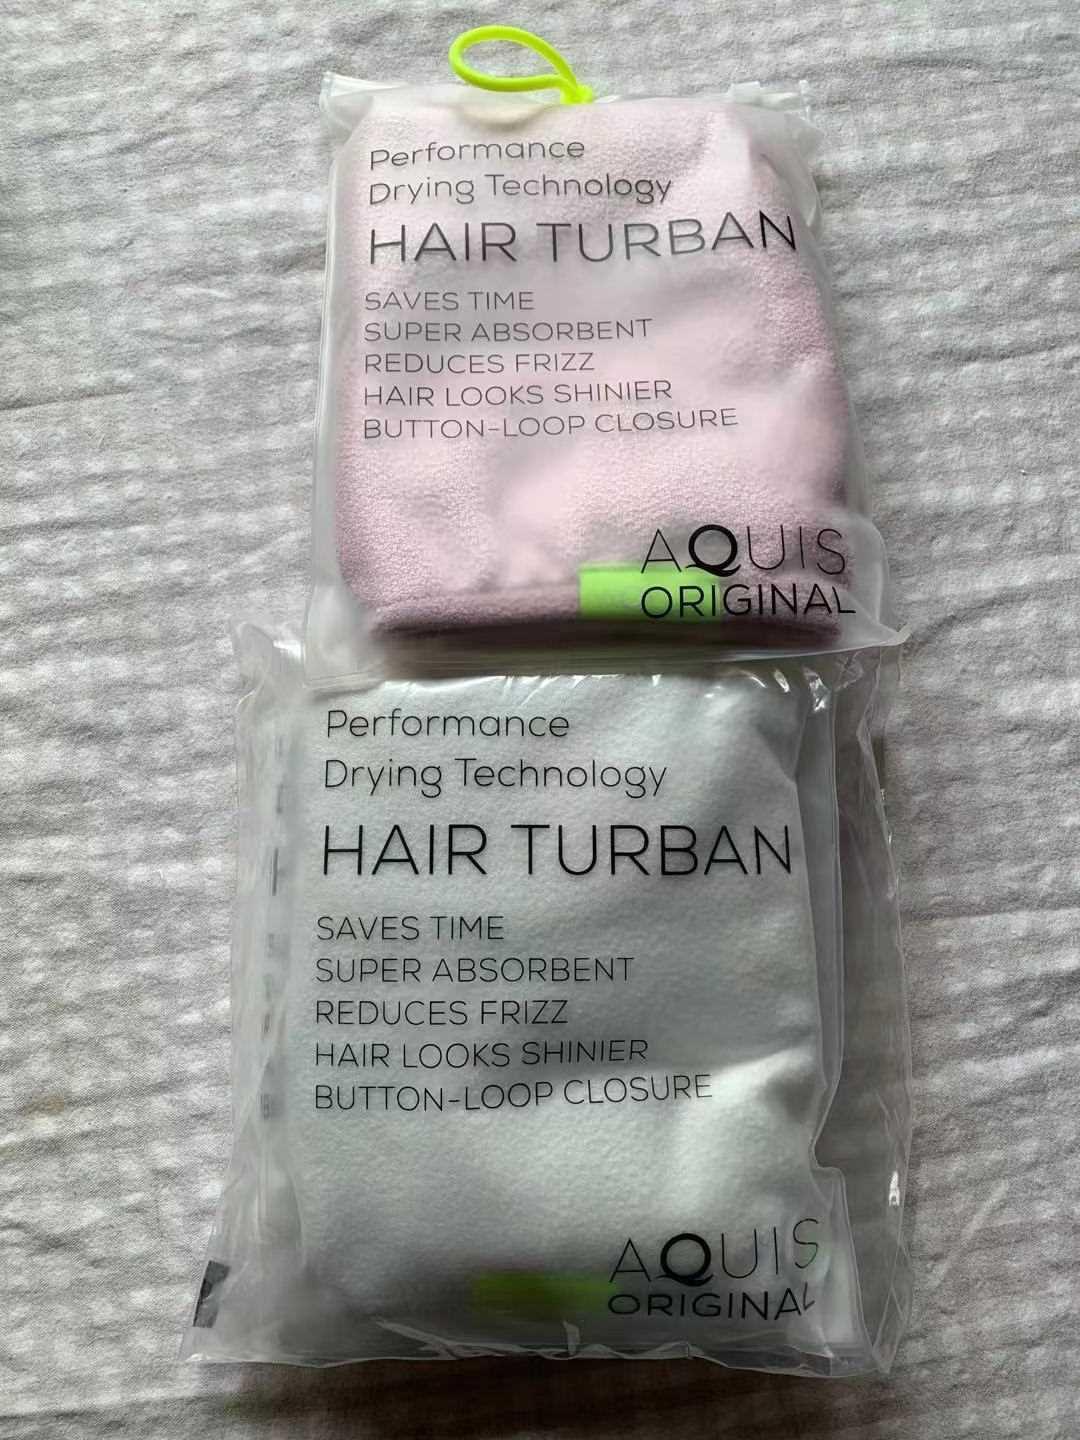 Performance
Drying Technology
HAIR TURBAN
SAVES TIME
SUPER ABSORBENT
REDUCES FRIZZ
HAIR LOOKS SHINIER
BUTTON-LOOP CLOSURE
AQUIS
ORIGINAL
Performance
Drying Technology
HAIR TURBAN
SAVES TIME
SUPER ABSORBENT
REDUCES FRIZZ
HAIR LOOKS SHINIER
BUTTON-LOOP CLOSURE
AQUIS
ORIGINAL